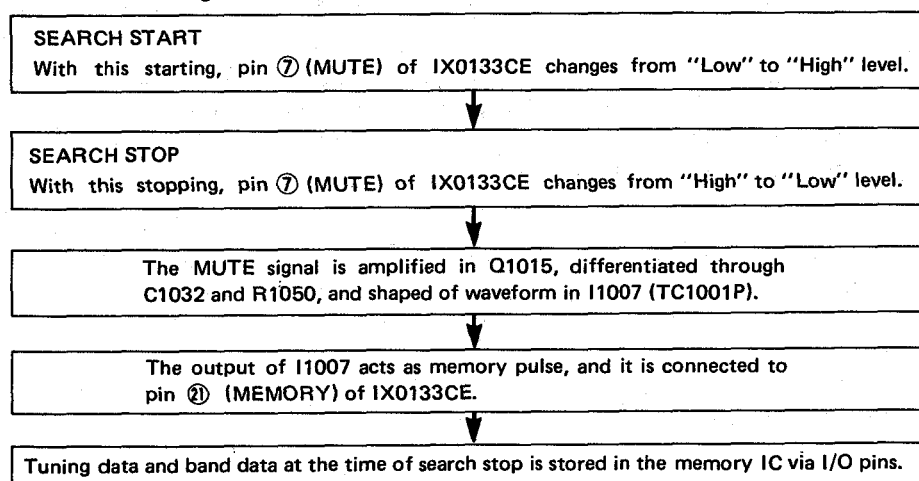 SEARCH START
With this starting, pin ⑦ (MUTE) of IX0133CE changes from "Low" to "High" level.
SEARCH STOP
With this stopping, pin ⑦ (MUTE) of IX0133CE changes from "High" to "Low" level.
The MUTE signal is amplified in Q1015, differentiated through
C1032 and R1050, and shaped of waveform in I1007 (TC1001P).
The output of I1007 acts as memory pulse, and it is connected to
pin ㉑ (MEMORY) of IX0133CE.
Tuning data and band data at the time of search stop is stored in the memory IC via I/O pins.